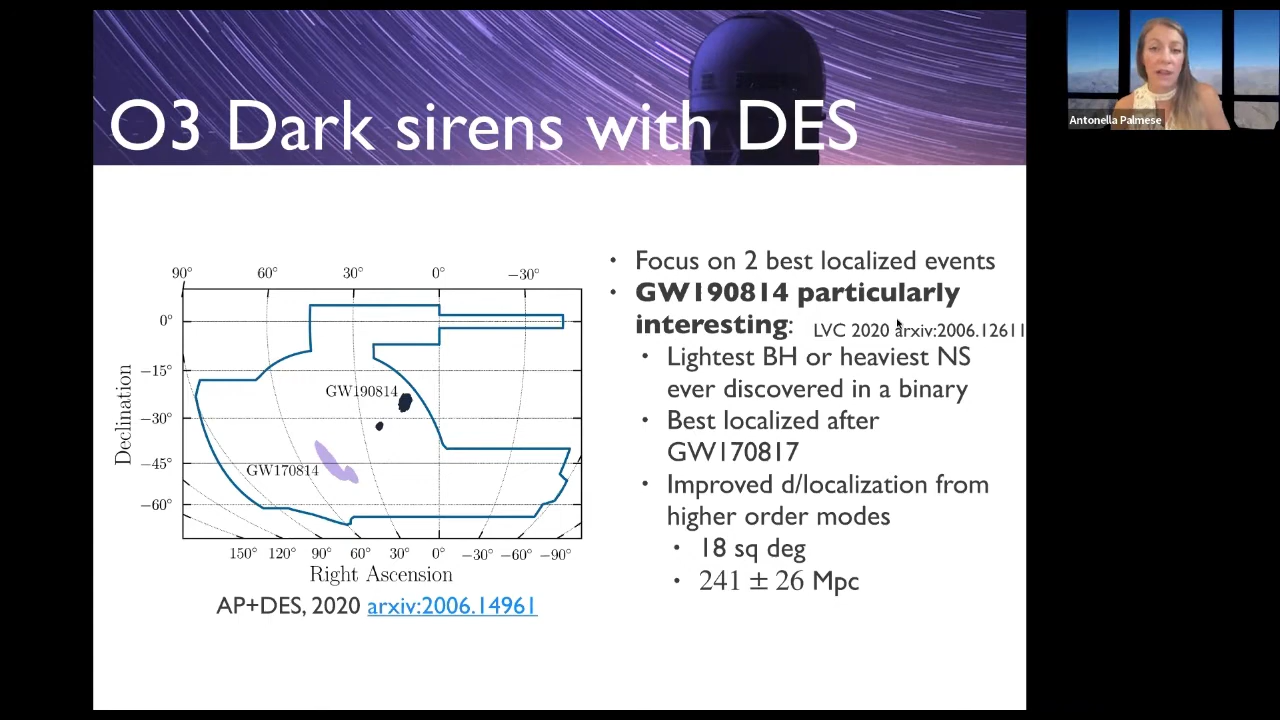 O3 Dark sirens with DES
Antonella Palmese
90° 60° 30° 0° −30°
0°
−15°
−30°
−45°
−60°
Declination
GW190814
GW170814
150° 120° 90° 60° 30° 0° −30° −60° −90°
Right Ascension
AP+DES, 2020 arxiv:2006.14961
• Focus on 2 best localized events
• GW190814 particularly
interesting: LVC 2020 arxiv:2006.12611
• Lightest BH or heaviest NS
ever discovered in a binary
• Best localized after
GW170817
• Improved d/localization from
higher order modes
• 18 sq deg
• 241 ± 26 Mpc